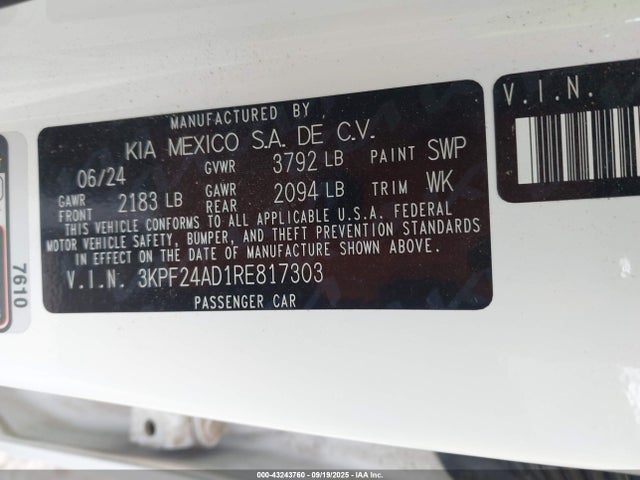 MANUFACTURED BY
KIA MEXICO S.A. DE C.V.
06/24 GVWR 3792 LB PAINT SWP
GAWR FRONT 2183 LB GAWR REAR 2094 LB TRIM WK
THIS VEHICLE CONFORMS TO ALL APPLICABLE U.S.A. FEDERAL
MOTOR VEHICLE SAFETY, BUMPER, AND THEFT PREVENTION STANDARDS
IN EFFECT ON THE DATE OF MANUFACTURE SHOWN ABOVE.
V.I.N. 3KPF24AD1RE817303
PASSENGER CAR
V.I.N.
7610
000-43243760 - 09/19/2025 - IAA Inc.